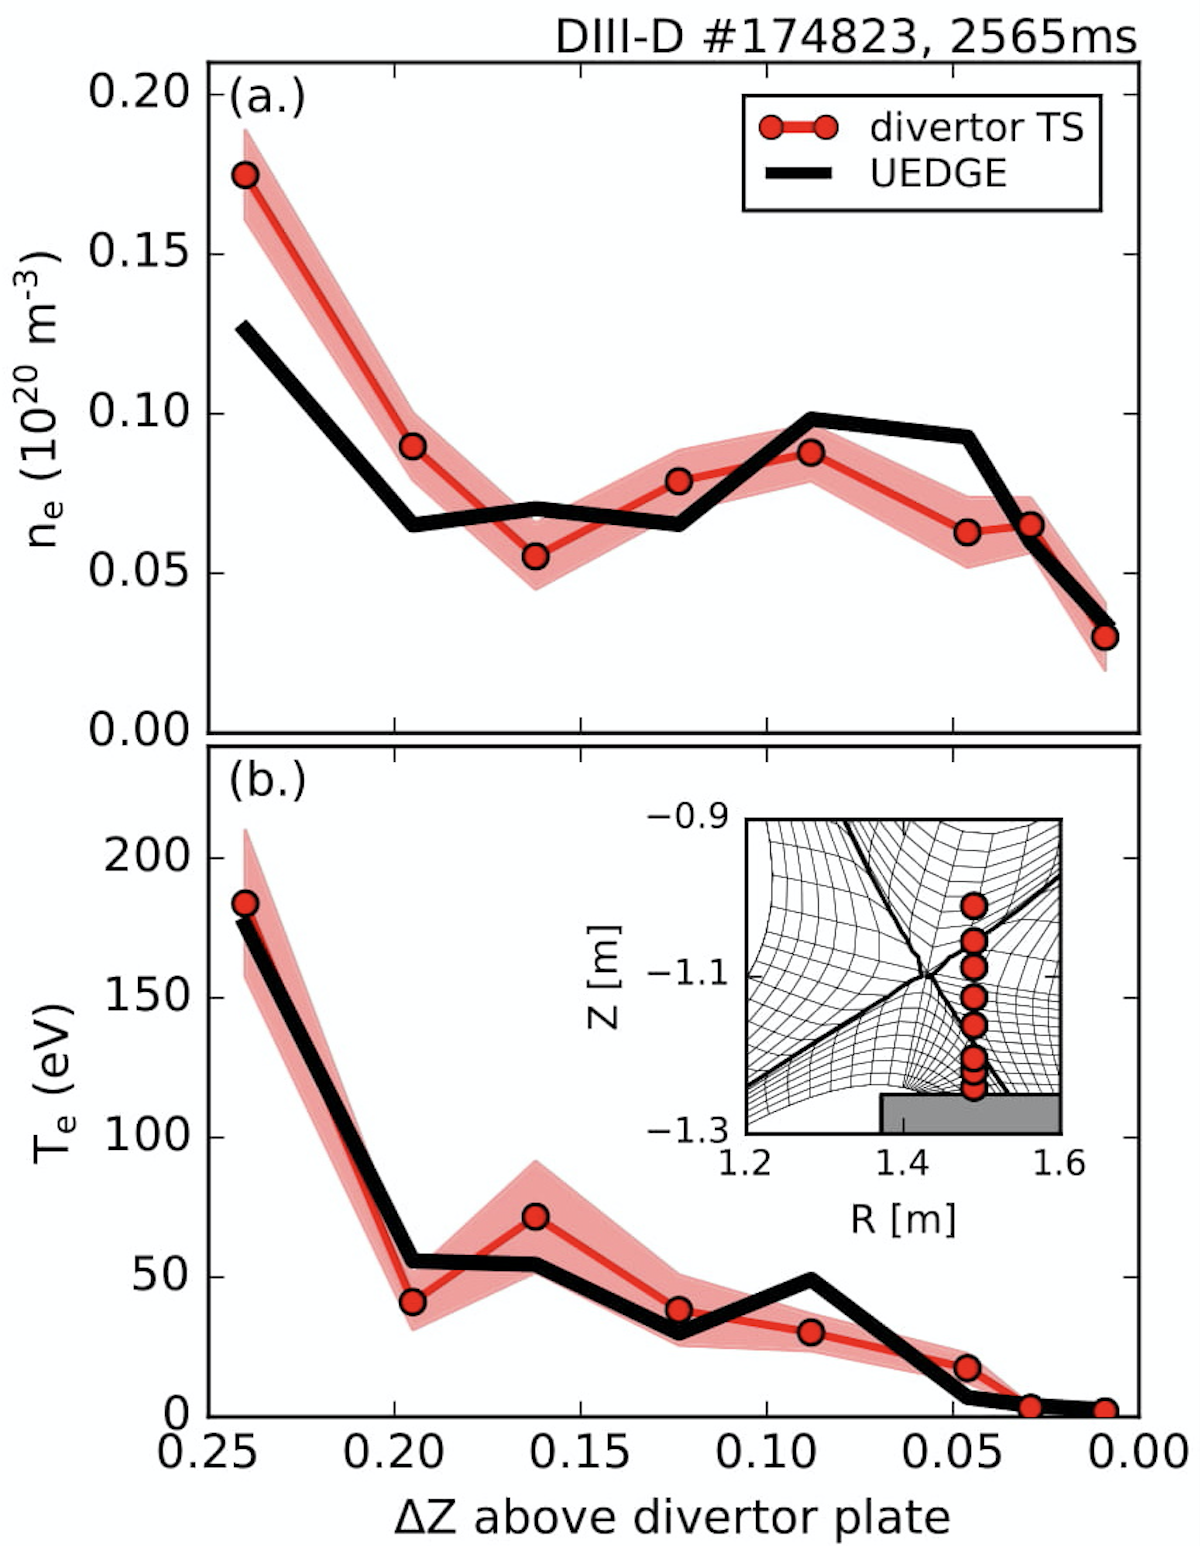 DIII-D #174823, 2565ms
(a.)
divertor TS
UEDGE
0.20
0.15
0.10
0.05
0.00
nₑ (10²⁰ m⁻³)
(b.)
200
150
100
50
0
Tₑ (eV)
−0.9
−1.1
−1.3
Z [m]
1.2 1.4 1.6
R [m]
0.25 0.20 0.15 0.10 0.05 0.00
ΔZ above divertor plate